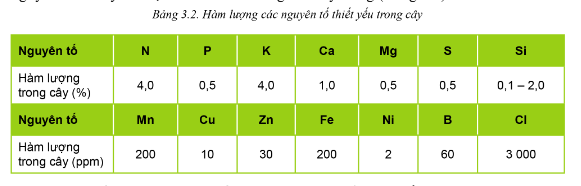 Bảng 3.2. Hàm lượng các nguyên tố thiết yếu trong cây
Nguyên tố N P K Ca Mg S Si
Hàm lượng trong cây (%) 4,0 0,5 4,0 1,0 0,5 0,5 0,1 – 2,0
Nguyên tố Mn Cu Zn Fe Ni B Cl
Hàm lượng trong cây (ppm) 200 10 30 200 2 60 3 000